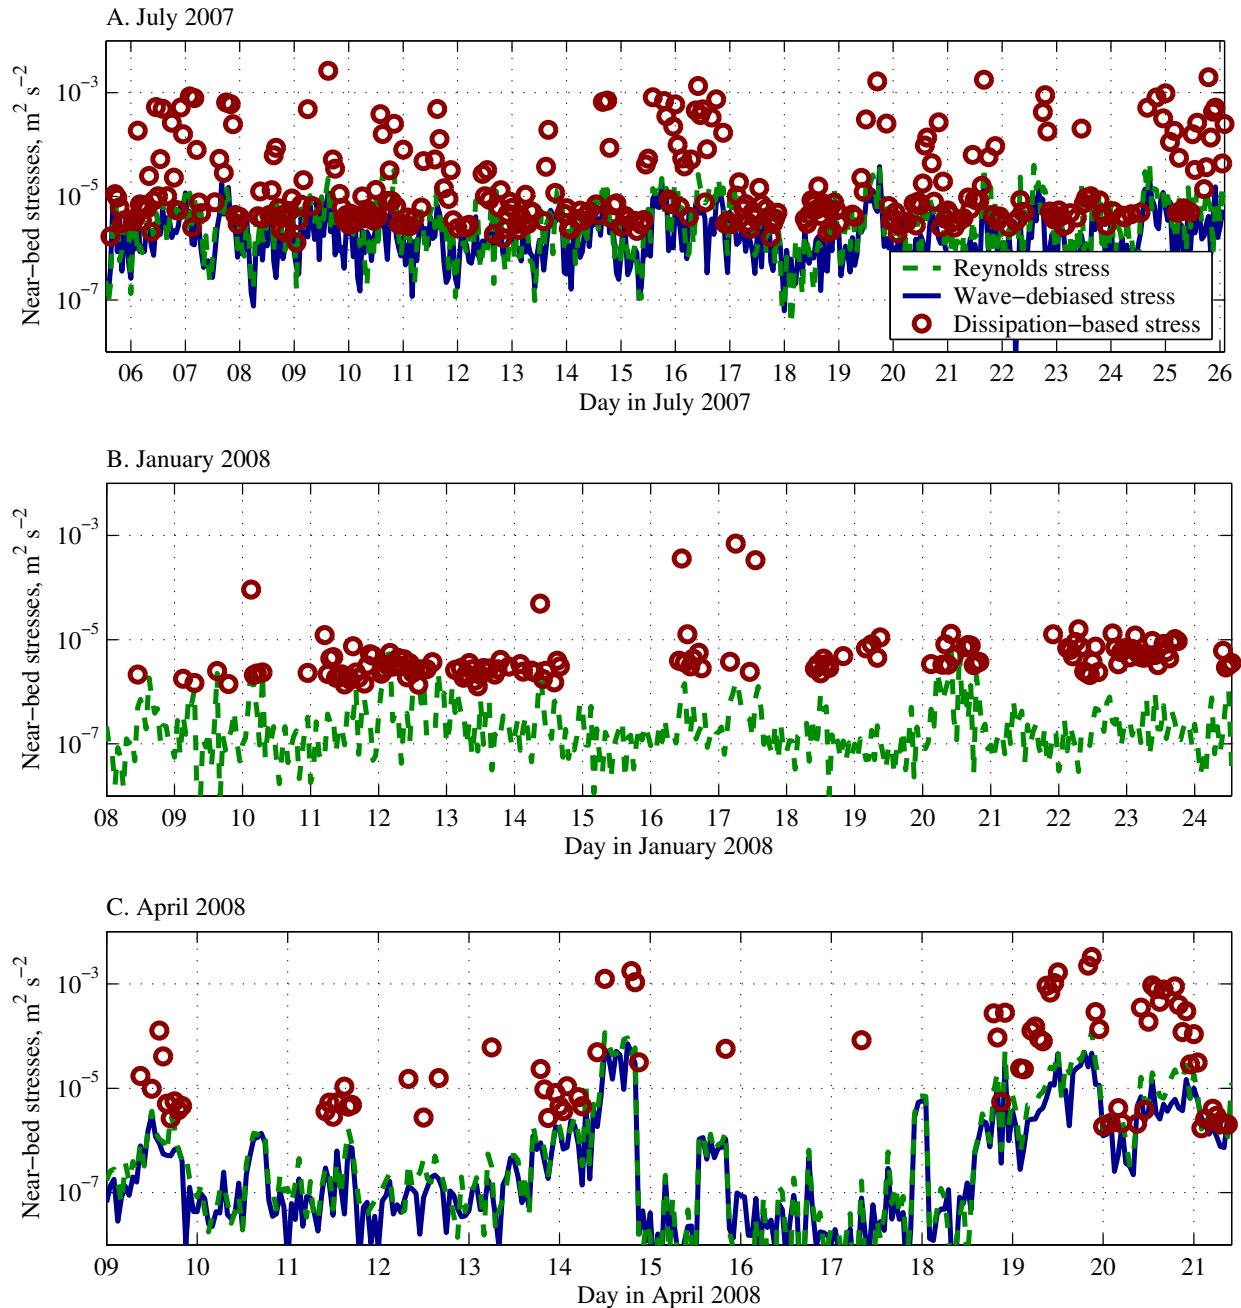 A. July 2007
Near−bed stresses, m² s⁻²
10⁻³
10⁻⁵
10⁻⁷
Reynolds stress
Wave−debiased stress
Dissipation−based stress
06 07 08 09 10 11 12 13 14 15 16 17 18 19 20 21 22 23 24 25 26
Day in July 2007
B. January 2008
Near−bed stresses, m² s⁻²
10⁻³
10⁻⁵
10⁻⁷
08 09 10 11 12 13 14 15 16 17 18 19 20 21 22 23 24
Day in January 2008
C. April 2008
Near−bed stresses, m² s⁻²
10⁻³
10⁻⁵
10⁻⁷
09 10 11 12 13 14 15 16 17 18 19 20 21
Day in April 2008